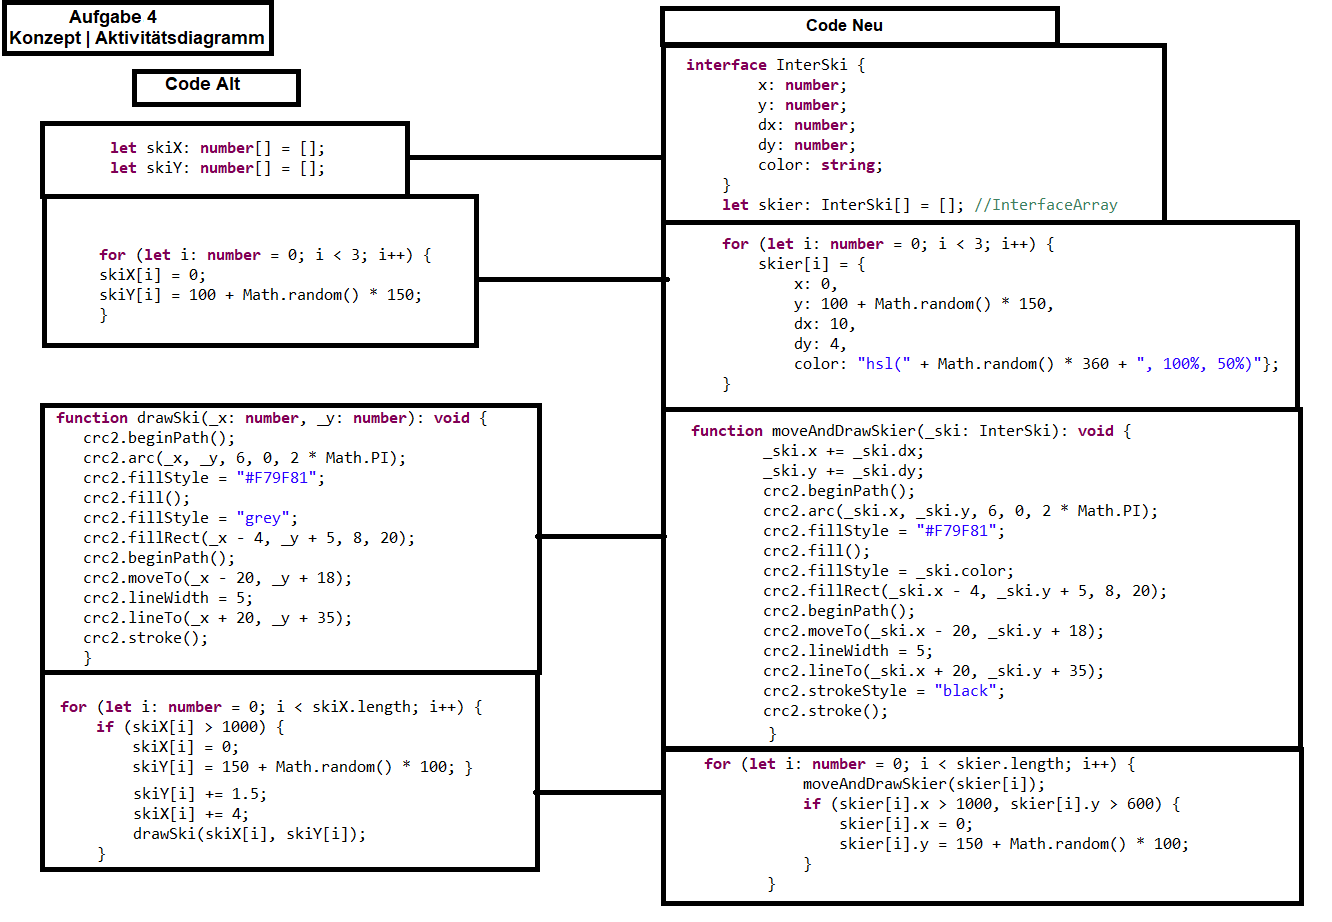 Aufgabe 4
Konzept | Aktivitätsdiagramm
Code Alt
let skiX: number[] = [];
let skiY: number[] = [];
for (let i: number = 0; i < 3; i++) {
skiX[i] = 0;
skiY[i] = 100 + Math.random() * 150;
}
function drawSki(_x: number, _y: number): void {
crc2.beginPath();
crc2.arc(_x, _y, 6, 0, 2 * Math.PI);
crc2.fillStyle = "#F79F81";
crc2.fill();
crc2.fillStyle = "grey";
crc2.fillRect(_x - 4, _y + 5, 8, 20);
crc2.beginPath();
crc2.moveTo(_x - 20, _y + 18);
crc2.lineWidth = 5;
crc2.lineTo(_x + 20, _y + 35);
crc2.stroke();
}
for (let i: number = 0; i < skiX.length; i++) {
if (skiX[i] > 1000) {
skiX[i] = 0;
skiY[i] = 150 + Math.random() * 100; }
skiY[i] += 1.5;
skiX[i] += 4;
drawSki(skiX[i], skiY[i]);
}
Code Neu
interface InterSki {
x: number;
y: number;
dx: number;
dy: number;
color: string;
}
let skier: InterSki[] = []; //InterfaceArray
for (let i: number = 0; i < 3; i++) {
skier[i] = {
x: 0,
y: 100 + Math.random() * 150,
dx: 10,
dy: 4,
color: "hsl(" + Math.random() * 360 + ", 100%, 50%)"};
}
function moveAndDrawSkier(_ski: InterSki): void {
_ski.x += _ski.dx;
_ski.y += _ski.dy;
crc2.beginPath();
crc2.arc(_ski.x, _ski.y, 6, 0, 2 * Math.PI);
crc2.fillStyle = "#F79F81";
crc2.fill();
crc2.fillStyle = _ski.color;
crc2.fillRect(_ski.x - 4, _ski.y + 5, 8, 20);
crc2.beginPath();
crc2.moveTo(_ski.x - 20, _ski.y + 18);
crc2.lineWidth = 5;
crc2.lineTo(_ski.x + 20, _ski.y + 35);
crc2.strokeStyle = "black";
crc2.stroke();
}
for (let i: number = 0; i < skier.length; i++) {
moveAndDrawSkier(skier[i]);
if (skier[i].x > 1000, skier[i].y > 600) {
skier[i].x = 0;
skier[i].y = 150 + Math.random() * 100;
}
}